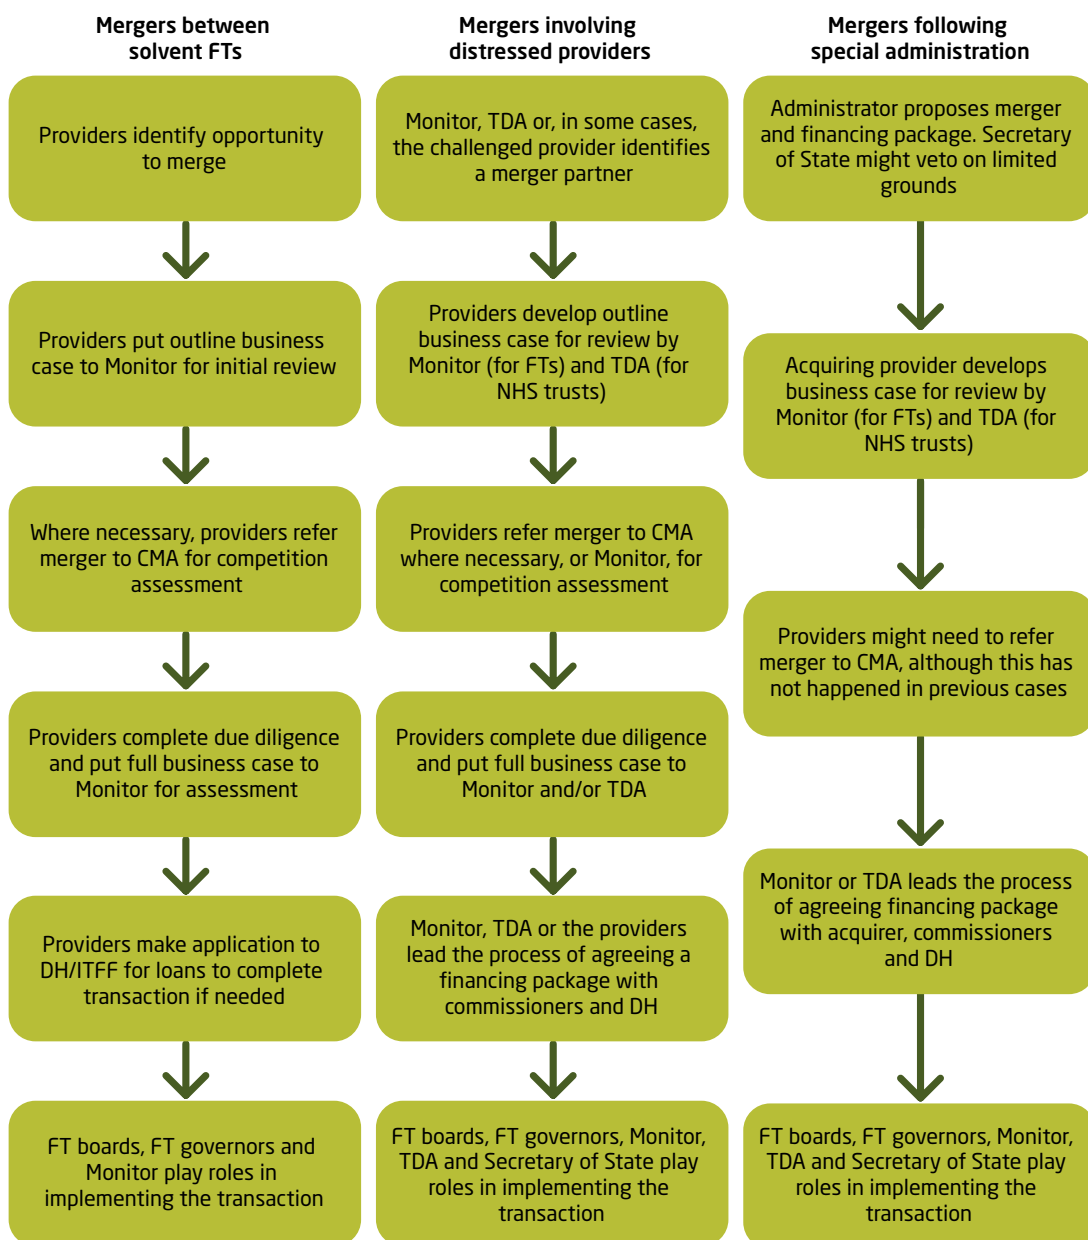 Mergers between
solvent FTs
Providers identify opportunity
to merge
Providers put outline business
case to Monitor for initial review
Where necessary, providers refer
merger to CMA for competition
assessment
Providers complete due diligence
and put full business case to
Monitor for assessment
Providers make application to
DH/ITFF for loans to complete
transaction if needed
FT boards, FT governors and
Monitor play roles in
implementing the transaction
Mergers involving
distressed providers
Monitor, TDA or, in some cases,
the challenged provider identifies
a merger partner
Providers develop outline
business case for review by
Monitor (for FTs) and TDA (for
NHS trusts)
Providers refer merger to CMA
where necessary, or Monitor, for
competition assessment
Providers complete due diligence
and put full business case to
Monitor and/or TDA
Monitor, TDA or the providers
lead the process of agreeing a
financing package with
commissioners and DH
FT boards, FT governors, Monitor,
TDA and Secretary of State play
roles in implementing the
transaction
Mergers following
special administration
Administrator proposes merger
and financing package. Secretary
of State might veto on limited
grounds
Acquiring provider develops
business case for review by
Monitor (for FTs) and TDA (for
NHS trusts)
Providers might need to refer
merger to CMA, although this has
not happened in previous cases
Monitor or TDA leads the process
of agreeing financing package
with acquirer, commissioners
and DH
FT boards, FT governors, Monitor,
TDA and Secretary of State play
roles in implementing the
transaction